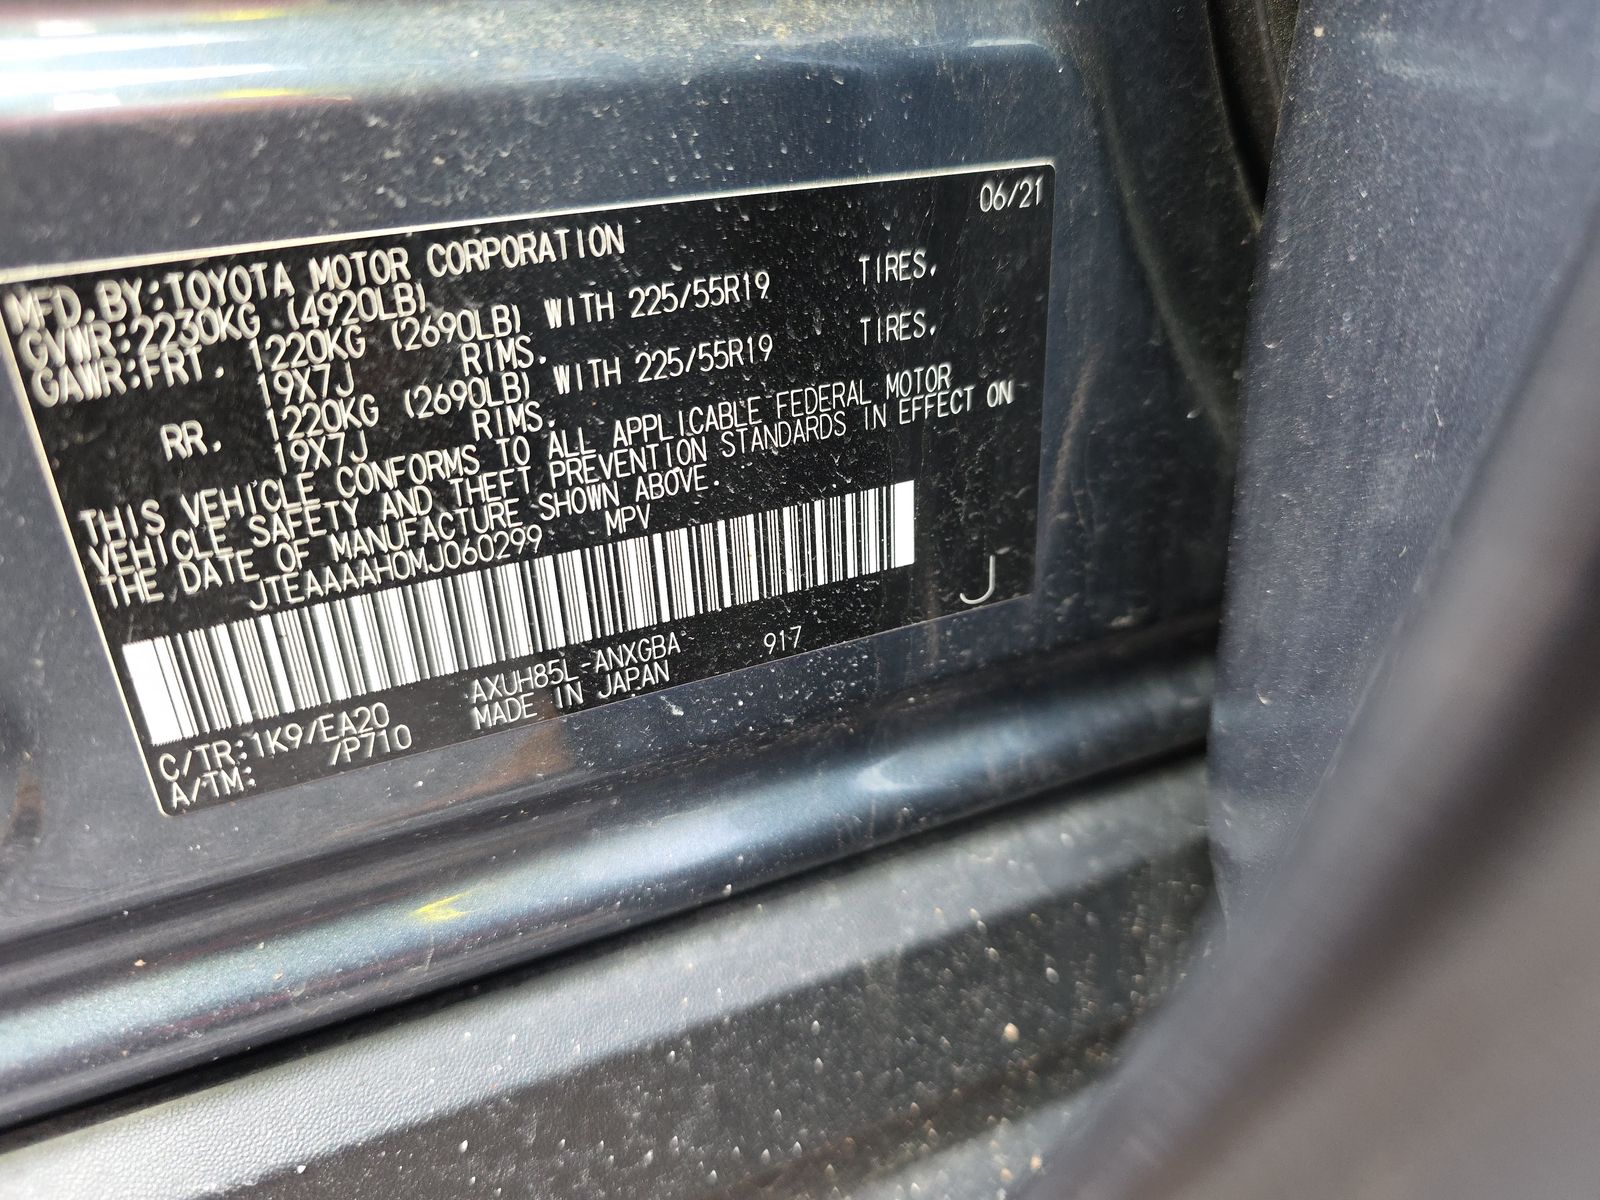 06/21
MFD.BY:TOYOTA MOTOR CORPORATION
GVWR:2230KG (4920LB)
GAWR:FRT. 1220KG (2690LB) WITH 225/55R19 TIRES,
19X7J RIMS.
RR. 1220KG (2690LB) WITH 225/55R19 TIRES,
19X7J RIMS.
THIS VEHICLE CONFORMS TO ALL APPLICABLE FEDERAL MOTOR
VEHICLE SAFETY AND THEFT PREVENTION STANDARDS IN EFFECT ON
THE DATE OF MANUFACTURE SHOWN ABOVE.
JTEAAAAH0MJ060299 MPV
J
C/TR:1K9/EA20 AXUH85L-ANXGBA 917
A/TM: /P710 MADE IN JAPAN